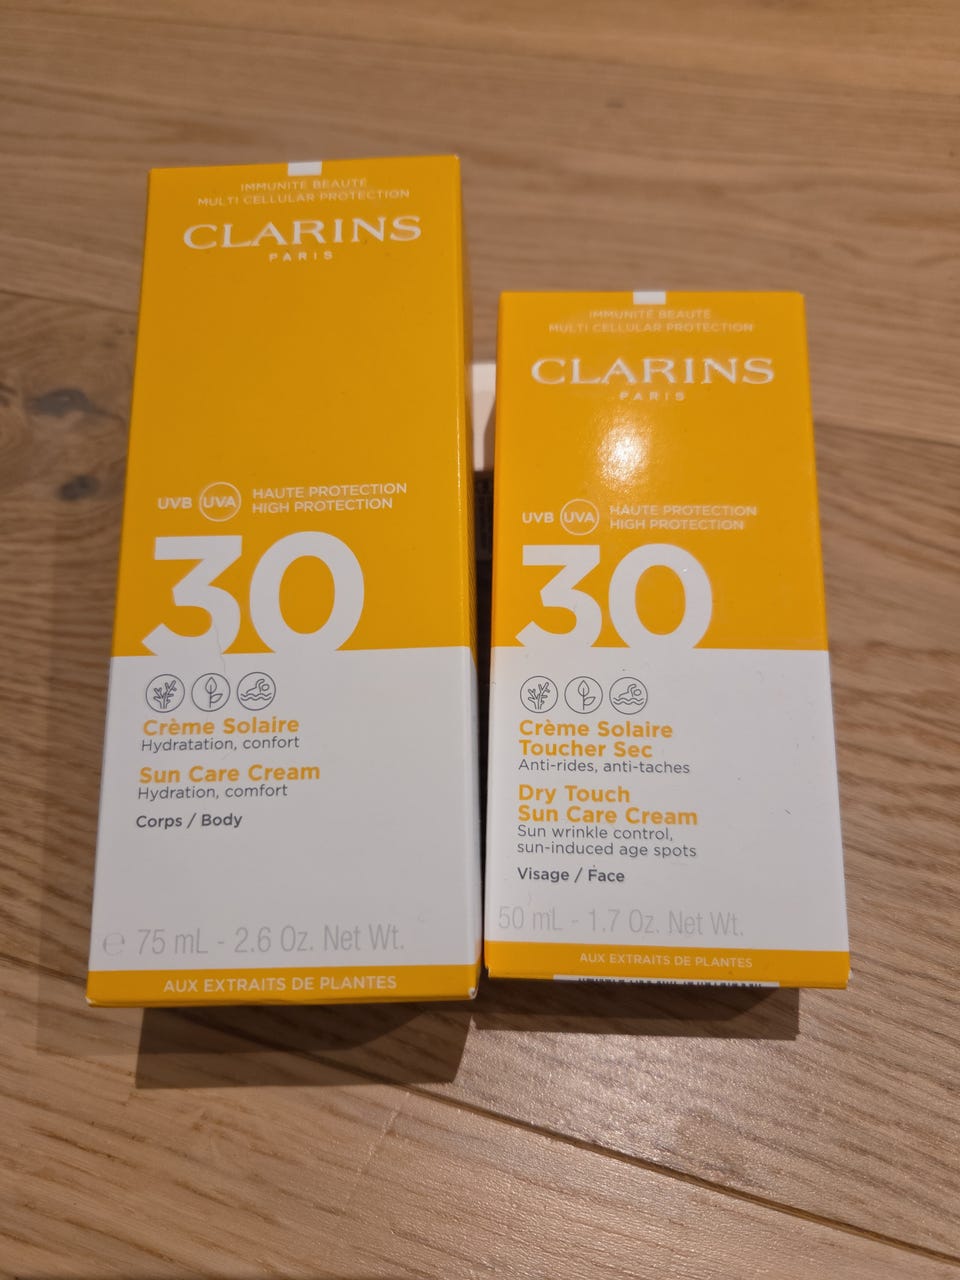 IMMUNITÉ BEAUTÉ
MULTI CELLULAR PROTECTION
CLARINS
PARIS
UVB UVA
HAUTE PROTECTION
HIGH PROTECTION
30
Crème Solaire
Hydratation, confort
Sun Care Cream
Hydration, comfort
Corps / Body
℮ 75 mL - 2.6 Oz. Net Wt.
AUX EXTRAITS DE PLANTES
IMMUNITÉ BEAUTÉ
MULTI CELLULAR PROTECTION
CLARINS
PARIS
UVB UVA
HAUTE PROTECTION
HIGH PROTECTION
30
Crème Solaire
Toucher Sec
Anti-rides, anti-taches
Dry Touch
Sun Care Cream
Sun wrinkle control,
sun-induced age spots
Visage / Face
50 mL - 1.7 Oz. Net Wt.
AUX EXTRAITS DE PLANTES